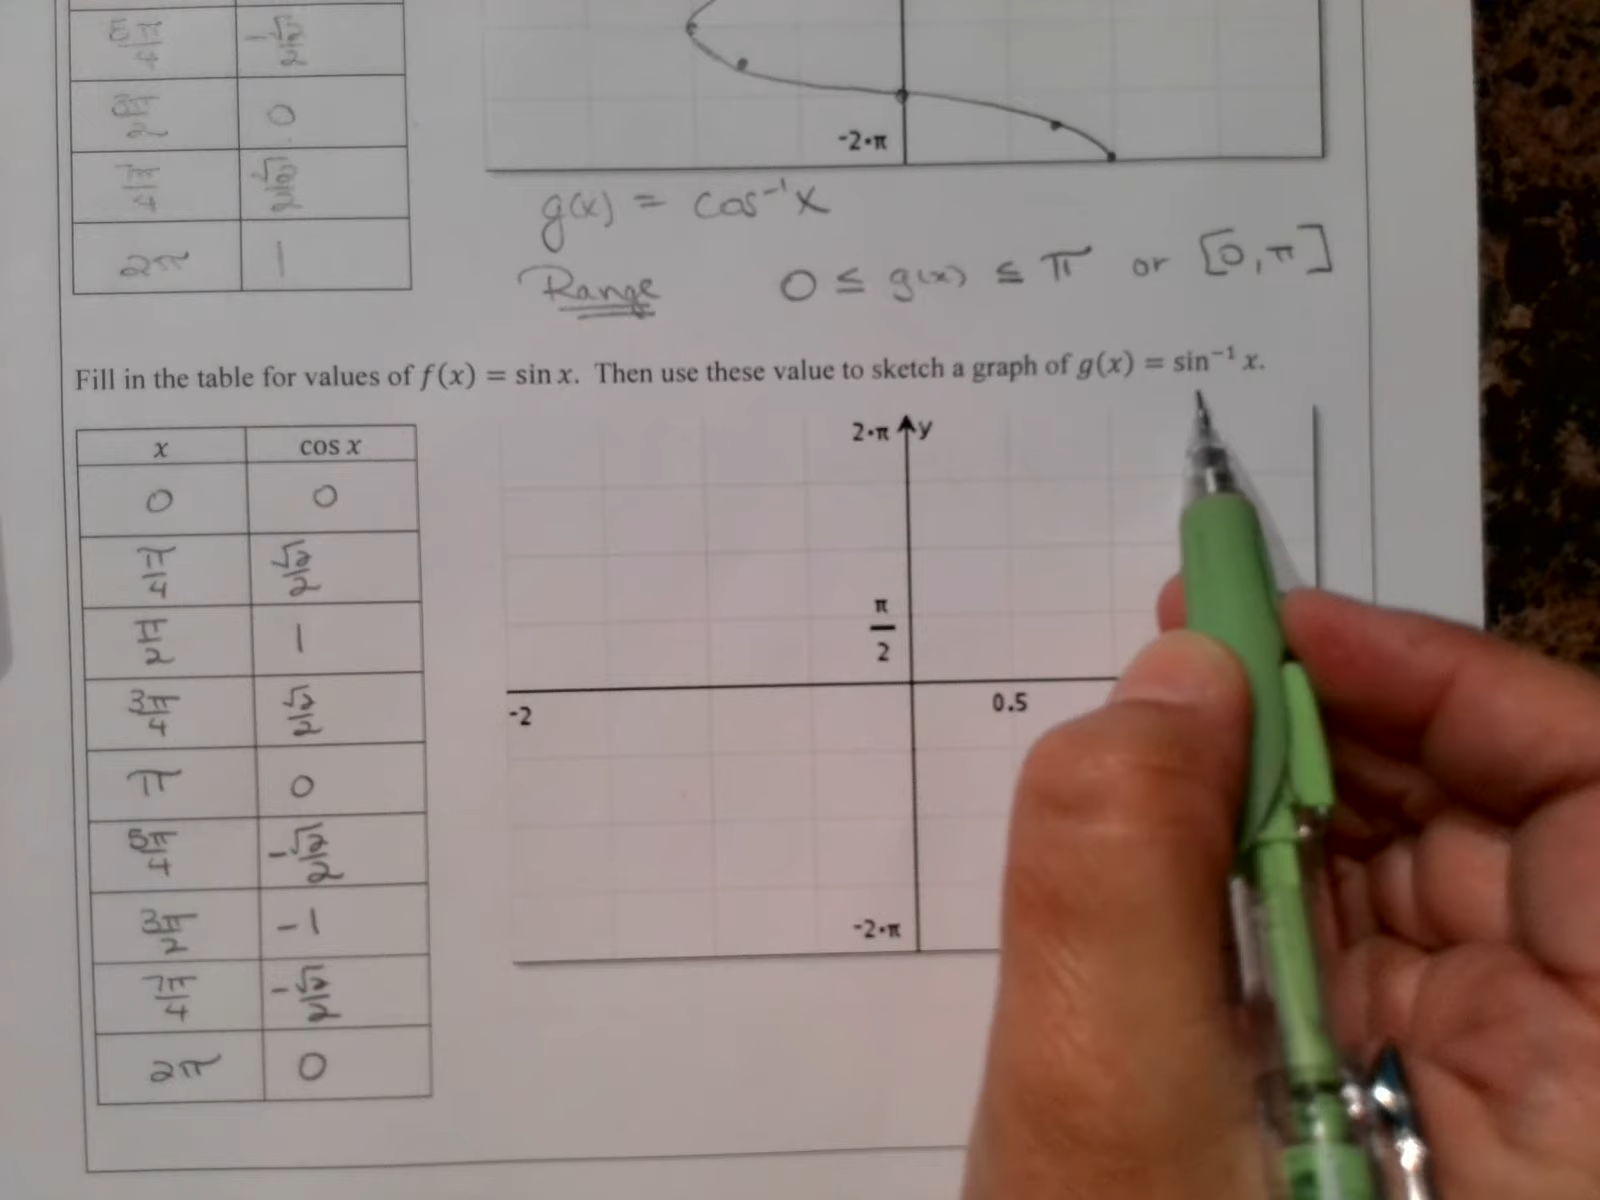 5π/4 -√2/2
3π/2 0
7π/4 √2/2
2π 1
-2·π
g(x) = cos⁻¹x
Range 0 ≤ g(x) ≤ π or [0, π]
Fill in the table for values of f(x) = sin x. Then use these value to sketch a graph of g(x) = sin⁻¹ x.
x cos x
0 0
π/4 √2/2
π/2 1
3π/4 √2/2
π 0
5π/4 -√2/2
3π/2 -1
7π/4 -√2/2
2π 0
2·π y
π/2
-2 0.5
-2·π